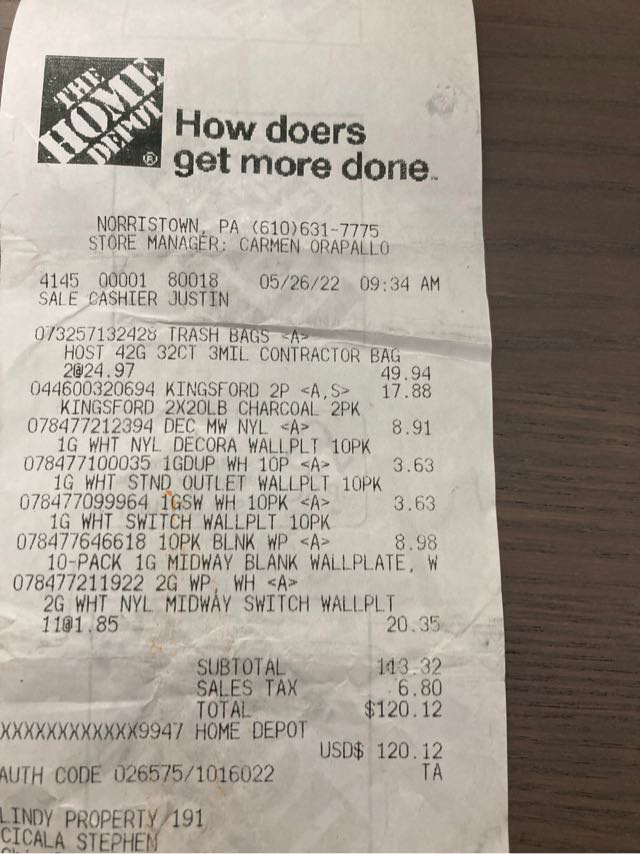 THE
HOME
DEPOT
®
How doers
get more done™
NORRISTOWN, PA (610)631-7775
STORE MANAGER: CARMEN ORAPALLO
4145 00001 80018 05/26/22 09:34 AM
SALE CASHIER JUSTIN
073257132428 TRASH BAGS <A>
HOST 42G 32CT 3MIL CONTRACTOR BAG
2@24.97 49.94
044600320694 KINGSFORD 2P <A,S> 17.88
KINGSFORD 2X20LB CHARCOAL 2PK
078477212394 DEC MW NYL <A> 8.91
1G WHT NYL DECORA WALLPLT 10PK
078477100035 1GDUP WH 10P <A> 3.63
1G WHT STND OUTLET WALLPLT 10PK
078477099964 1GSW WH 10PK <A> 3.63
1G WHT SWITCH WALLPLT 10PK
078477646618 10PK BLNK WP <A> 8.98
10-PACK 1G MIDWAY BLANK WALLPLATE, W
078477211922 2G WP, WH <A>
2G WHT NYL MIDWAY SWITCH WALLPLT
11@1.85 20.35
SUBTOTAL 113.32
SALES TAX 6.80
TOTAL $120.12
XXXXXXXXXXXX9947 HOME DEPOT
USD$ 120.12
AUTH CODE 026575/1016022 TA
LINDY PROPERTY 191
CICALA STEPHEN